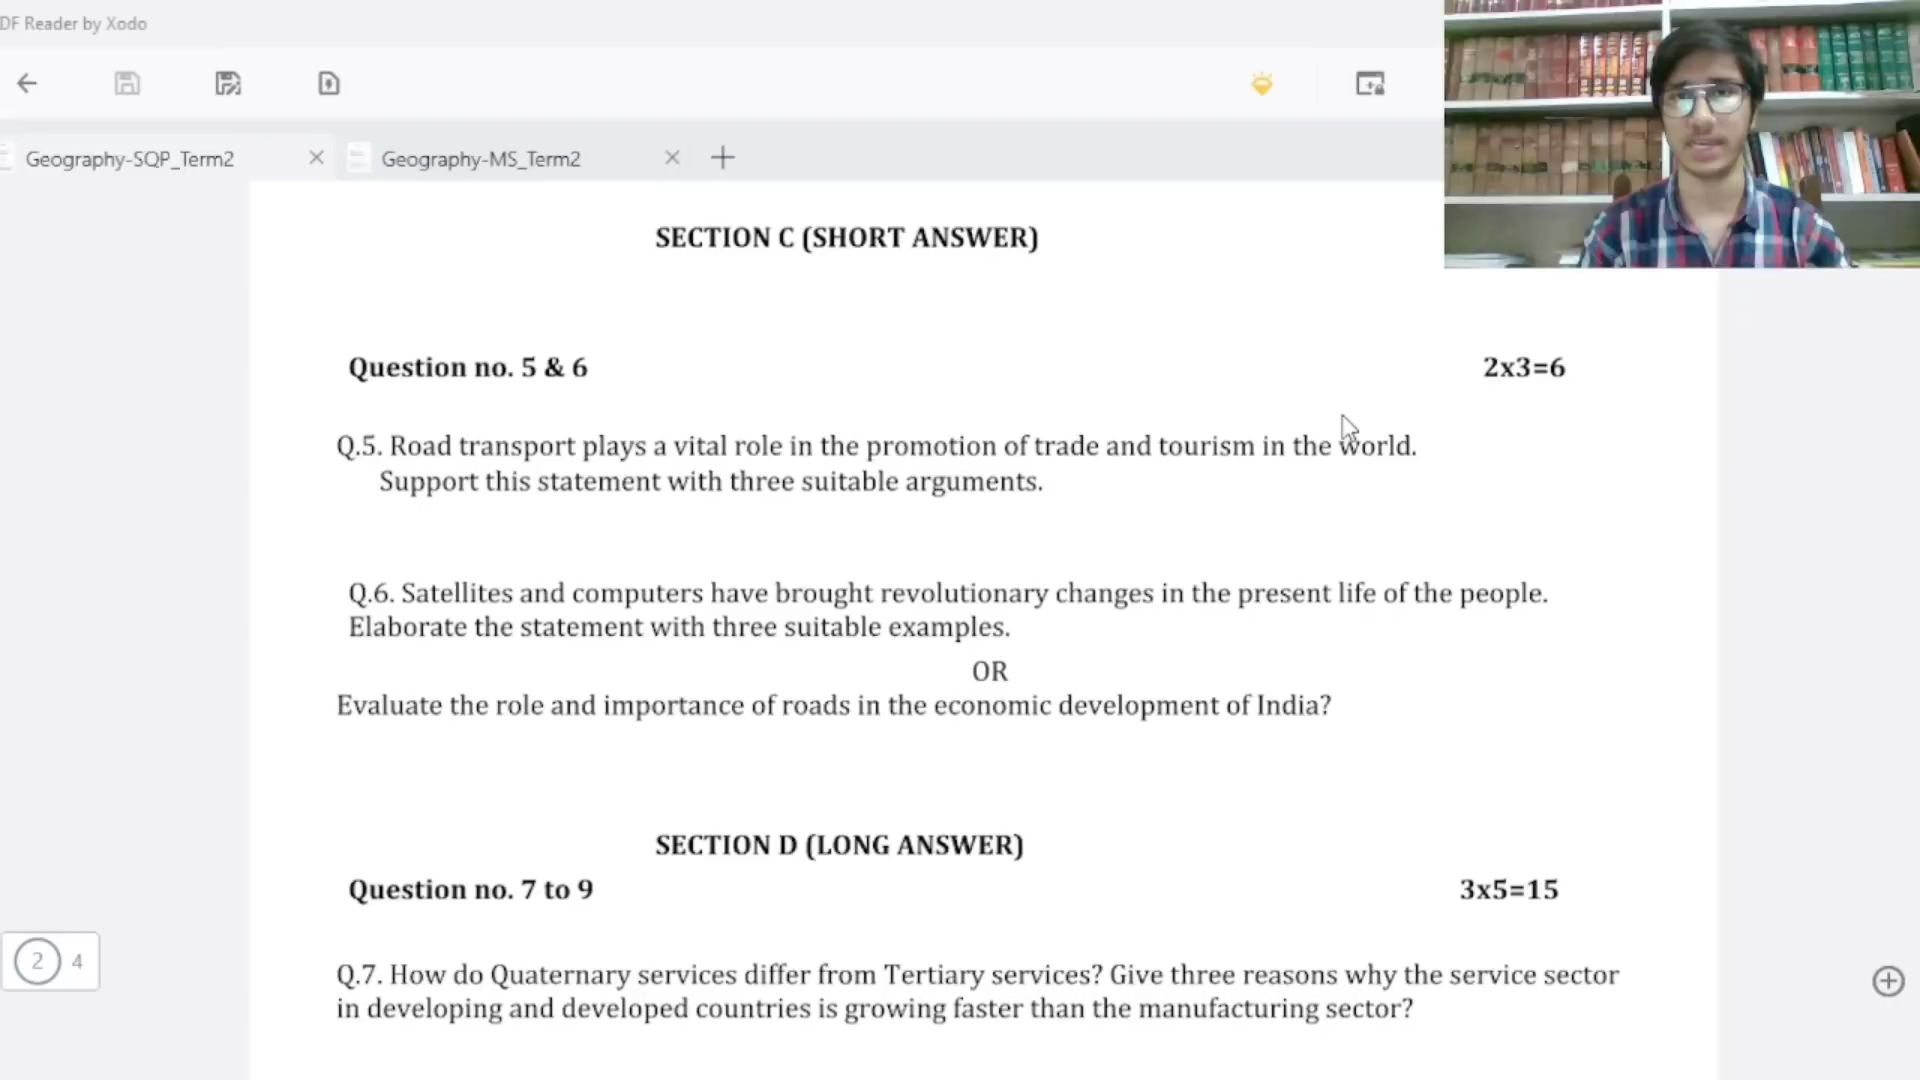 DF Reader by Xodo
Geography-SQP_Term2
Geography-MS_Term2
SECTION C (SHORT ANSWER)
Question no. 5 & 6 2x3=6
Q.5. Road transport plays a vital role in the promotion of trade and tourism in the world.
Support this statement with three suitable arguments.
Q.6. Satellites and computers have brought revolutionary changes in the present life of the people.
Elaborate the statement with three suitable examples.
OR
Evaluate the role and importance of roads in the economic development of India?
SECTION D (LONG ANSWER)
Question no. 7 to 9 3x5=15
2 4
Q.7. How do Quaternary services differ from Tertiary services? Give three reasons why the service sector
in developing and developed countries is growing faster than the manufacturing sector?